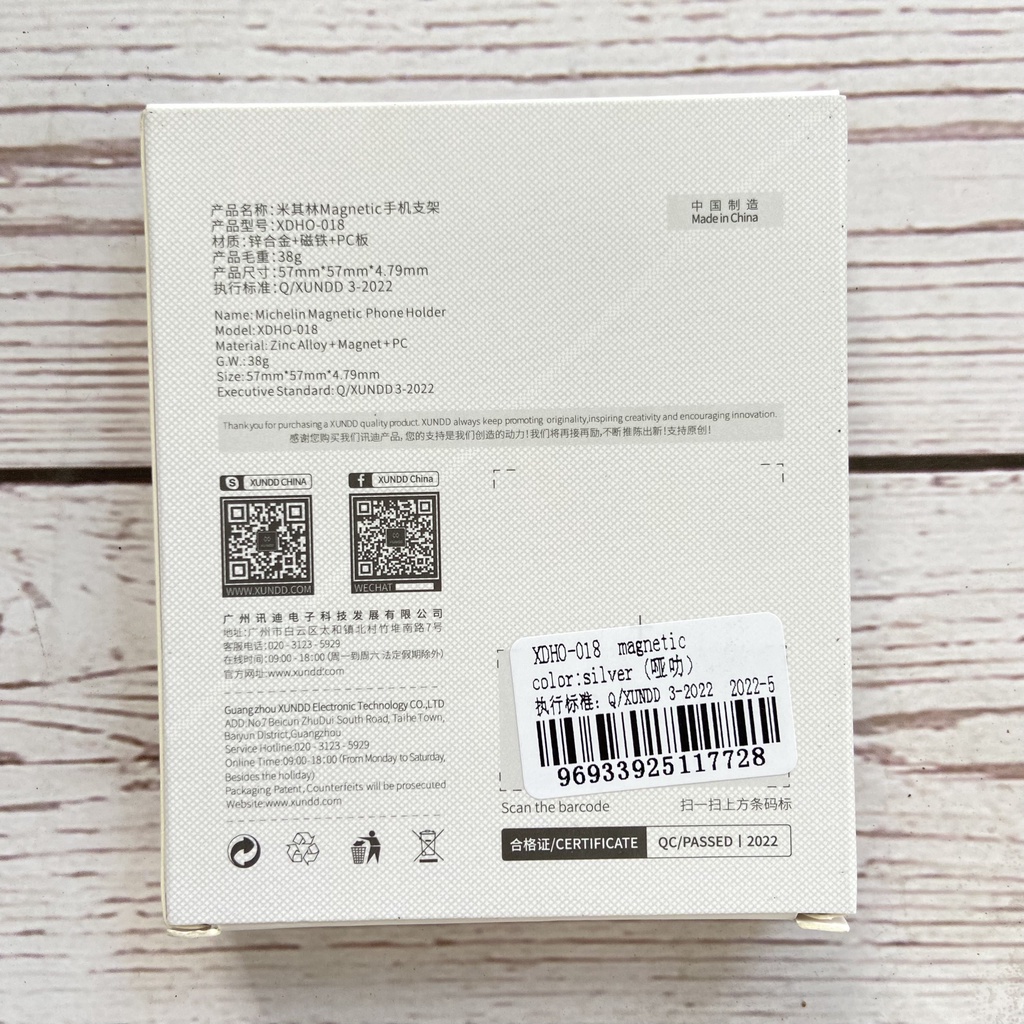 产品名称：米其林Magnetic手机支架
产品型号：XDHO-018
材质：锌合金+磁铁+PC板
产品毛重：38g
产品尺寸：57mm*57mm*4.79mm
执行标准：Q/XUNDD 3-2022
中国制造
Made in China
Name: Michelin Magnetic Phone Holder
Model: XDHO-018
Material: Zinc Alloy + Magnet + PC
G.W.: 38g
Size: 57mm*57mm*4.79mm
Executive Standard: Q/XUNDD 3-2022
Thank you for purchasing a XUNDD quality product. XUNDD always keep promoting originality,inspiring creativity and encouraging innovation.
感谢您购买我们讯迪产品，您的支持是我们创造的动力！我们将再接再励，不断推陈出新！支持原创！
S XUNDD CHINA
f XUNDD China
WWW.XUNDD.COM
WECHAT
广州讯迪电子科技发展有限公司
地址：广州市白云区太和镇北村竹堆南路7号
客服电话：020 - 3123 - 5929
在线时间：09:00 - 18:00 (周一到周六 法定假期除外)
官方网址：www.xundd.com
Guangzhou XUNDD Electronic Technology CO.,LTD
ADD:No7 Beicun ZhuDui South Road, Taihe Town,
Baiyun District,Guangzhou
Service Hotline:020 - 3123 - 5929
Online Time:09:00-18:00 (From Monday to Saturday,
Besides the holiday)
Packaging Patent, Counterfeits will be prosecuted
Website:www.xundd.com
XDHO-018 magnetic
color:silver (哑叻)
执行标准：Q/XUNDD 3-2022 2022-5
96933925117728
Scan the barcode
扫一扫上方条码标
合格证/CERTIFICATE
QC/PASSED | 2022